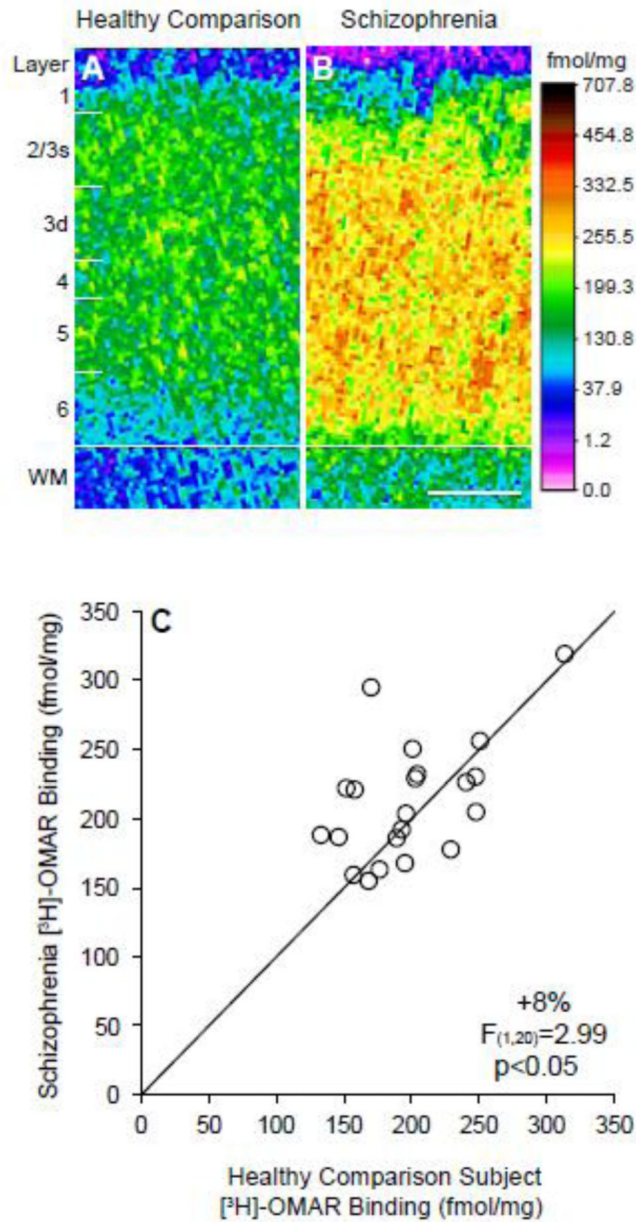 Healthy Comparison
Schizophrenia
Layer
A
B
fmol/mg
1
2/3s
3d
4
5
6
WM
707.8
454.8
332.5
255.5
199.3
130.8
37.9
1.2
0.0
C
Schizophrenia [³H]-OMAR Binding (fmol/mg)
350
300
250
200
150
100
50
0
+8%
F(1,20)=2.99
p<0.05
0 50 100 150 200 250 300 350
Healthy Comparison Subject
[³H]-OMAR Binding (fmol/mg)